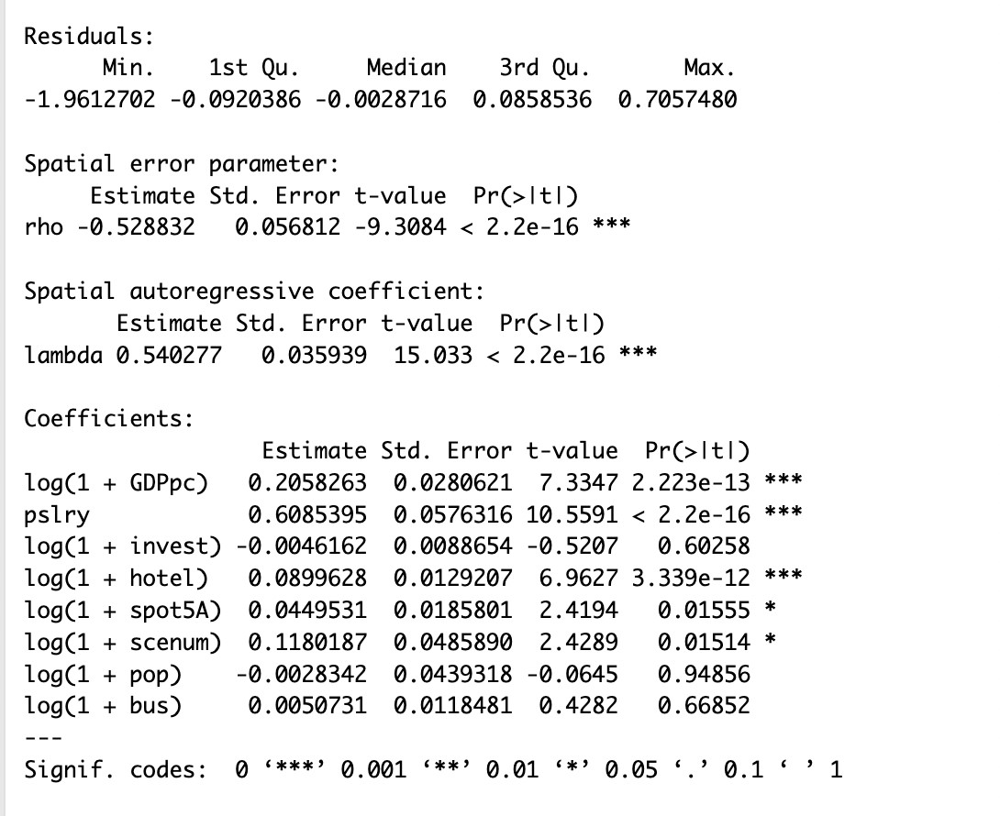 Residuals:
      Min.    1st Qu.     Median    3rd Qu.       Max.
-1.9612702 -0.0920386 -0.0028716  0.0858536  0.7057480

Spatial error parameter:
     Estimate Std. Error t-value  Pr(>|t|)
rho -0.528832   0.056812 -9.3084 < 2.2e-16 ***

Spatial autoregressive coefficient:
       Estimate Std. Error t-value  Pr(>|t|)
lambda 0.540277   0.035939  15.033 < 2.2e-16 ***

Coefficients:
                  Estimate Std. Error t-value  Pr(>|t|)
log(1 + GDPpc)   0.2058263  0.0280621  7.3347 2.223e-13 ***
pslry            0.6085395  0.0576316 10.5591 < 2.2e-16 ***
log(1 + invest) -0.0046162  0.0088654 -0.5207   0.60258
log(1 + hotel)   0.0899628  0.0129207  6.9627 3.339e-12 ***
log(1 + spot5A)  0.0449531  0.0185801  2.4194   0.01555 *
log(1 + scenum)  0.1180187  0.0485890  2.4289   0.01514 *
log(1 + pop)    -0.0028342  0.0439318 -0.0645   0.94856
log(1 + bus)     0.0050731  0.0118481  0.4282   0.66852
---
Signif. codes:  0 ‘***’ 0.001 ‘**’ 0.01 ‘*’ 0.05 ‘.’ 0.1 ‘ ’ 1